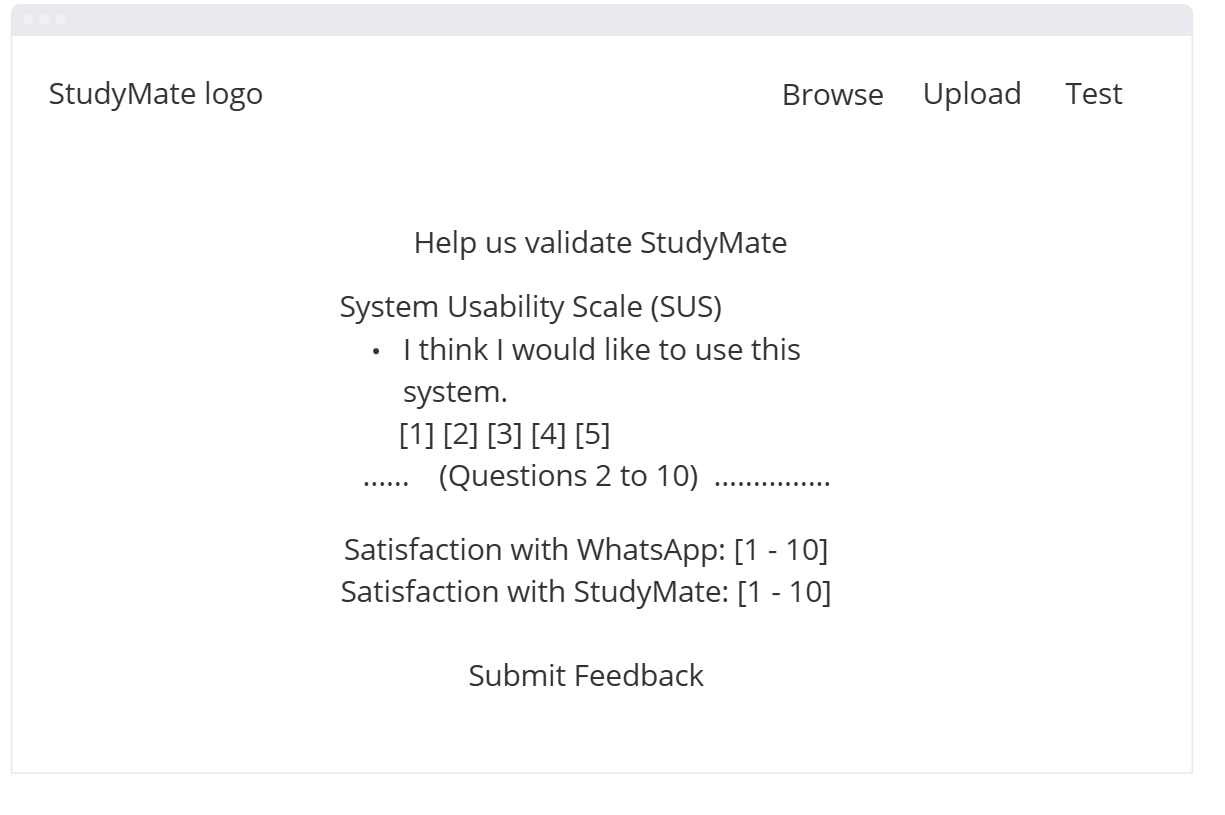 StudyMate logo Browse Upload Test
Help us validate StudyMate
System Usability Scale (SUS)
• I think I would like to use this
system.
[1] [2] [3] [4] [5]
...... (Questions 2 to 10) ...............
Satisfaction with WhatsApp: [1 - 10]
Satisfaction with StudyMate: [1 - 10]
Submit Feedback